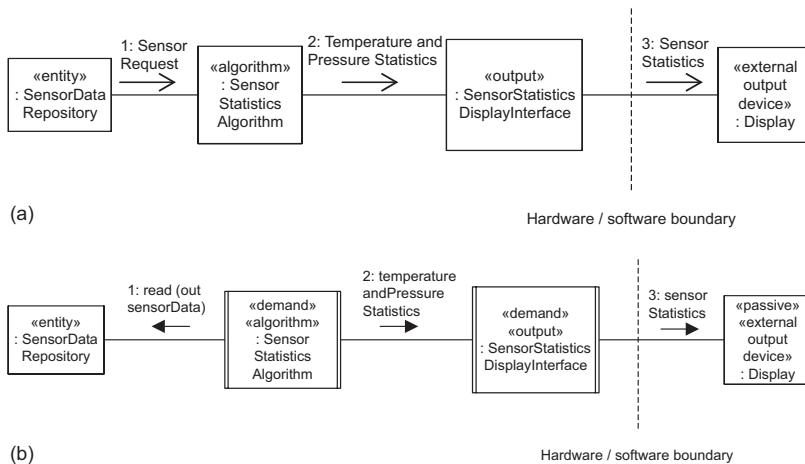 1: Sensor
Request
2: Temperature and
Pressure Statistics
3: Sensor
Statistics
«entity»
: SensorData
Repository
«algorithm»
: Sensor
Statistics
Algorithm
«output»
: SensorStatistics
DisplayInterface
«external
output
device»
: Display
(a)
Hardware / software boundary
1: read (out
sensorData)
2: temperature
andPressure
Statistics
3: sensor
Statistics
«entity»
: SensorData
Repository
«demand»
«algorithm»
: Sensor
Statistics
Algorithm
«demand»
«output»
: SensorStatistics
DisplayInterface
«passive»
«external
output
device»
: Display
(b)
Hardware / software boundary